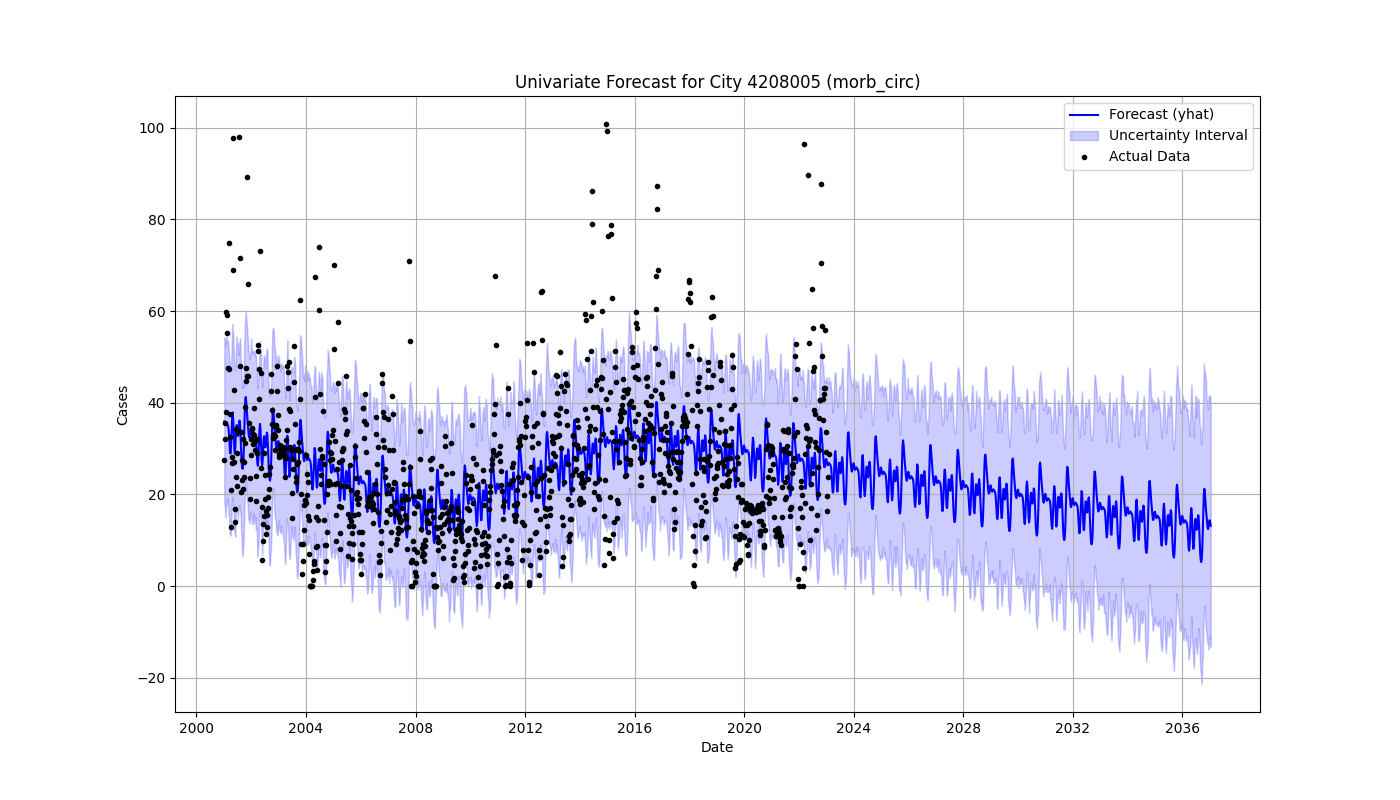 Univariate Forecast for City 4208005 (morb_circ)
Forecast (yhat)
Uncertainty Interval
Actual Data
100
80
60
40
20
0
−20
Cases
2000 2004 2008 2012 2016 2020 2024 2028 2032 2036
Date